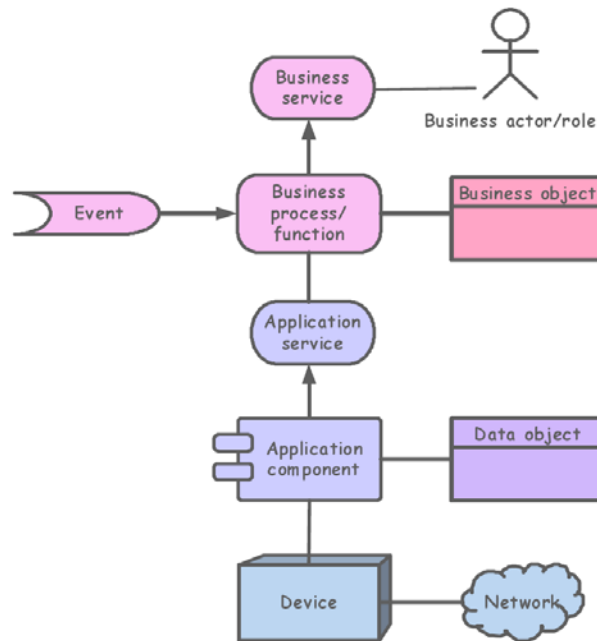 Business
service
Business actor/role
Event
Business
process/
function
Business object
Application
service
Application
component
Data object
Device
Network